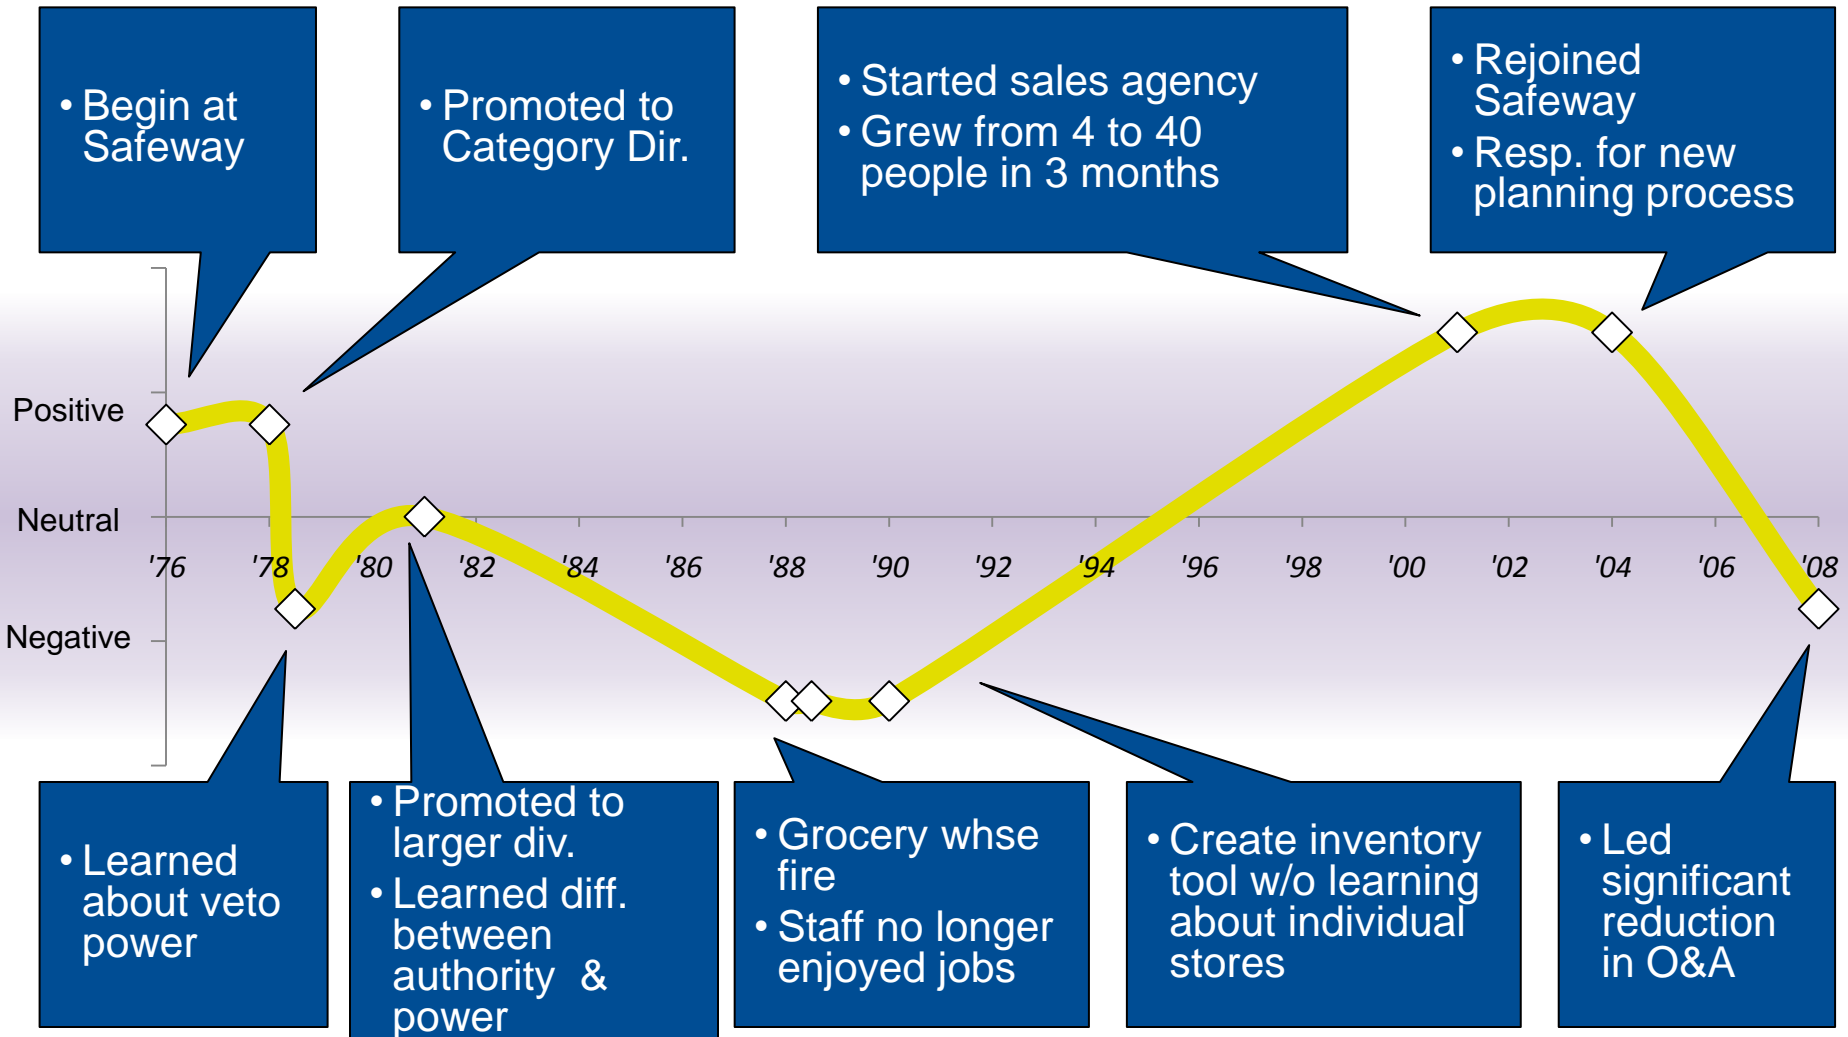 • Begin at
Safeway
• Promoted to
Category Dir.
• Started sales agency
• Grew from 4 to 40
people in 3 months
• Rejoined
Safeway
• Resp. for new
planning process
Positive
Neutral
Negative
'76 '78 '80 '82 '84 '86 '88 '90 '92 '94 '96 '98 '00 '02 '04 '06 '08
• Learned
about veto
power
• Promoted to
larger div.
• Learned diff.
between
authority &
power
• Grocery whse
fire
• Staff no longer
enjoyed jobs
• Create inventory
tool w/o learning
about individual
stores
• Led
significant
reduction
in O&A